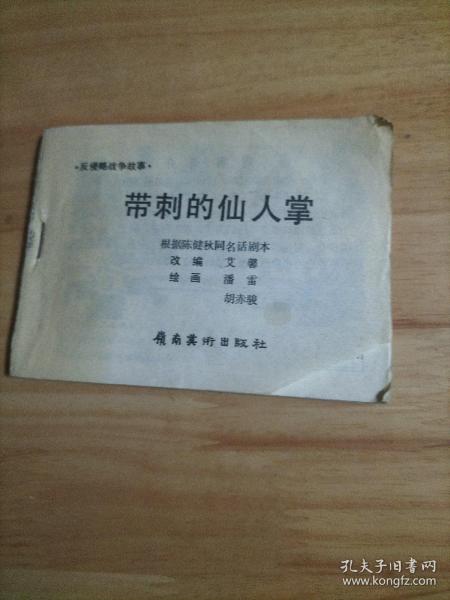 ·反侵略战争故事·
带刺的仙人掌
根据陈健秋同名话剧本
改编 艾馨
绘画 潘雷
胡赤骏
嶺南美術出版社
孔夫子旧书网
www.kongfz.com